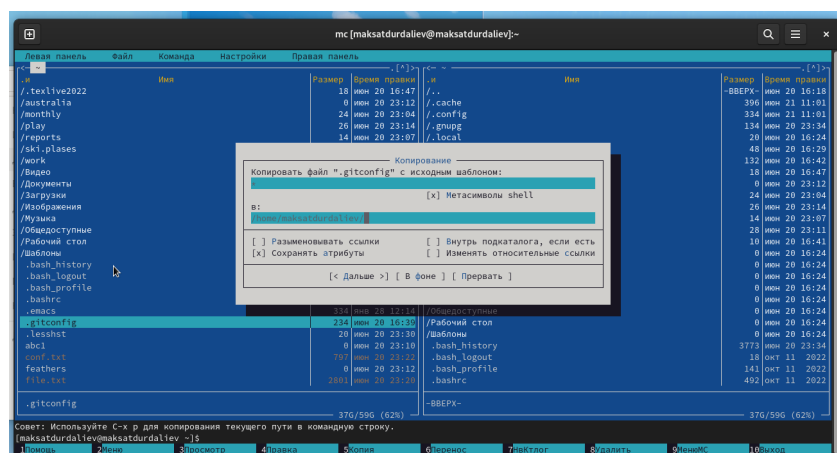 mc [maksatdurdaliev@maksatdurdaliev]:~
Левая панель Файл Команда Настройки Правая панель
<— ~ .[^]> <— ~ .[^]>
.и Имя Размер Время правки .и Имя Размер Время правки
/.texlive2022 18 июн 20 16:47 /.. -ВВЕРХ- июн 20 16:18
/australia 0 июн 20 23:12 /.cache 396 июн 21 11:01
/monthly 24 июн 20 23:04 /.config 334 июн 21 11:01
/play 26 июн 20 23:14 /.gnupg 134 июн 20 23:34
/reports 14 июн 20 23:07 /.local 20 июн 20 16:24
/ski.plases 48 июн 20 16:29
/work 132 июн 20 16:42
/Видео 18 июн 20 16:47
/Документы 0 июн 20 23:12
/Загрузки 24 июн 20 23:04
/Изображения 26 июн 20 23:14
/Музыка 14 июн 20 23:07
/Общедоступные 28 июн 20 23:11
/Рабочий стол 10 июн 20 16:41
/Шаблоны 0 июн 20 16:24
.bash_history 0 июн 20 16:24
.bash_logout 0 июн 20 16:24
.bash_profile 0 июн 20 16:24
.bashrc 0 июн 20 16:24
.emacs 334 янв 28 12:14 /Общедоступные 0 июн 20 16:24
.gitconfig 234 июн 20 16:39 /Рабочий стол 0 июн 20 16:24
.lesshst 20 июн 20 23:30 /Шаблоны 0 июн 20 16:24
abc1 0 июн 20 23:10 .bash_history 3773 июн 20 23:34
conf.txt 797 июн 20 23:22 .bash_logout 18 окт 11 2022
feathers 0 июн 20 23:12 .bash_profile 141 окт 11 2022
file.txt 2801 июн 20 23:20 .bashrc 492 окт 11 2022
Копирование
Копировать файл ".gitconfig" с исходным шаблоном:
*
[x] Метасимволы shell
в:
/home/maksatdurdaliev/
[ ] Разыменовывать ссылки [ ] Внутрь подкаталога, если есть
[x] Сохранять атрибуты [ ] Изменять относительные ссылки
[< Дальше >] [ В фоне ] [ Прервать ]
.gitconfig -ВВЕРХ-
37G/59G (62%) 37G/59G (62%)
Совет: Используйте C-x p для копирования текущего пути в командную строку.
[maksatdurdaliev@maksatdurdaliev ~]$
1Помощь 2Меню 3Просмотр 4Правка 5Копия 6Перенос 7НвКтлог 8Удалить 9МенюМС 10Выход